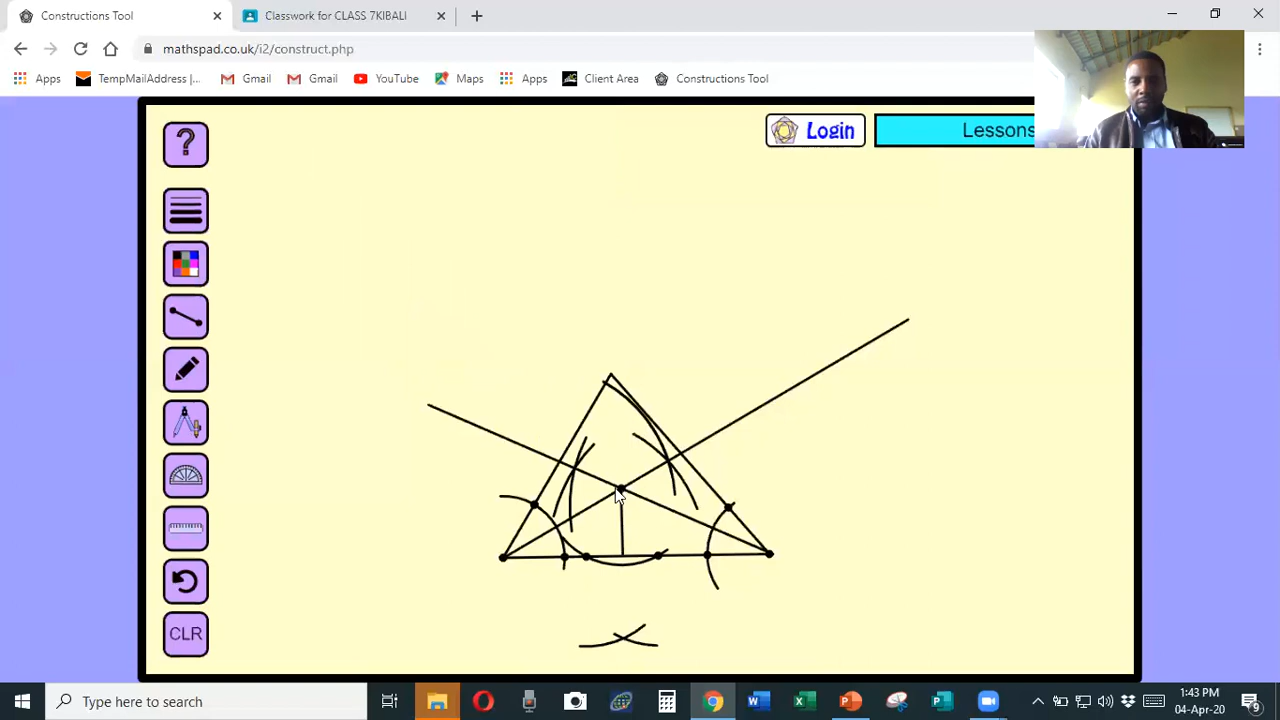 Constructions Tool
Classwork for CLASS 7KIBALI
mathspad.co.uk/i2/construct.php
Apps
TempMailAddress |...
Gmail
Gmail
YouTube
Maps
Apps
Client Area
Constructions Tool
?
Login
Lessons
CLR
Type here to search
1:43 PM
04-Apr-20
9